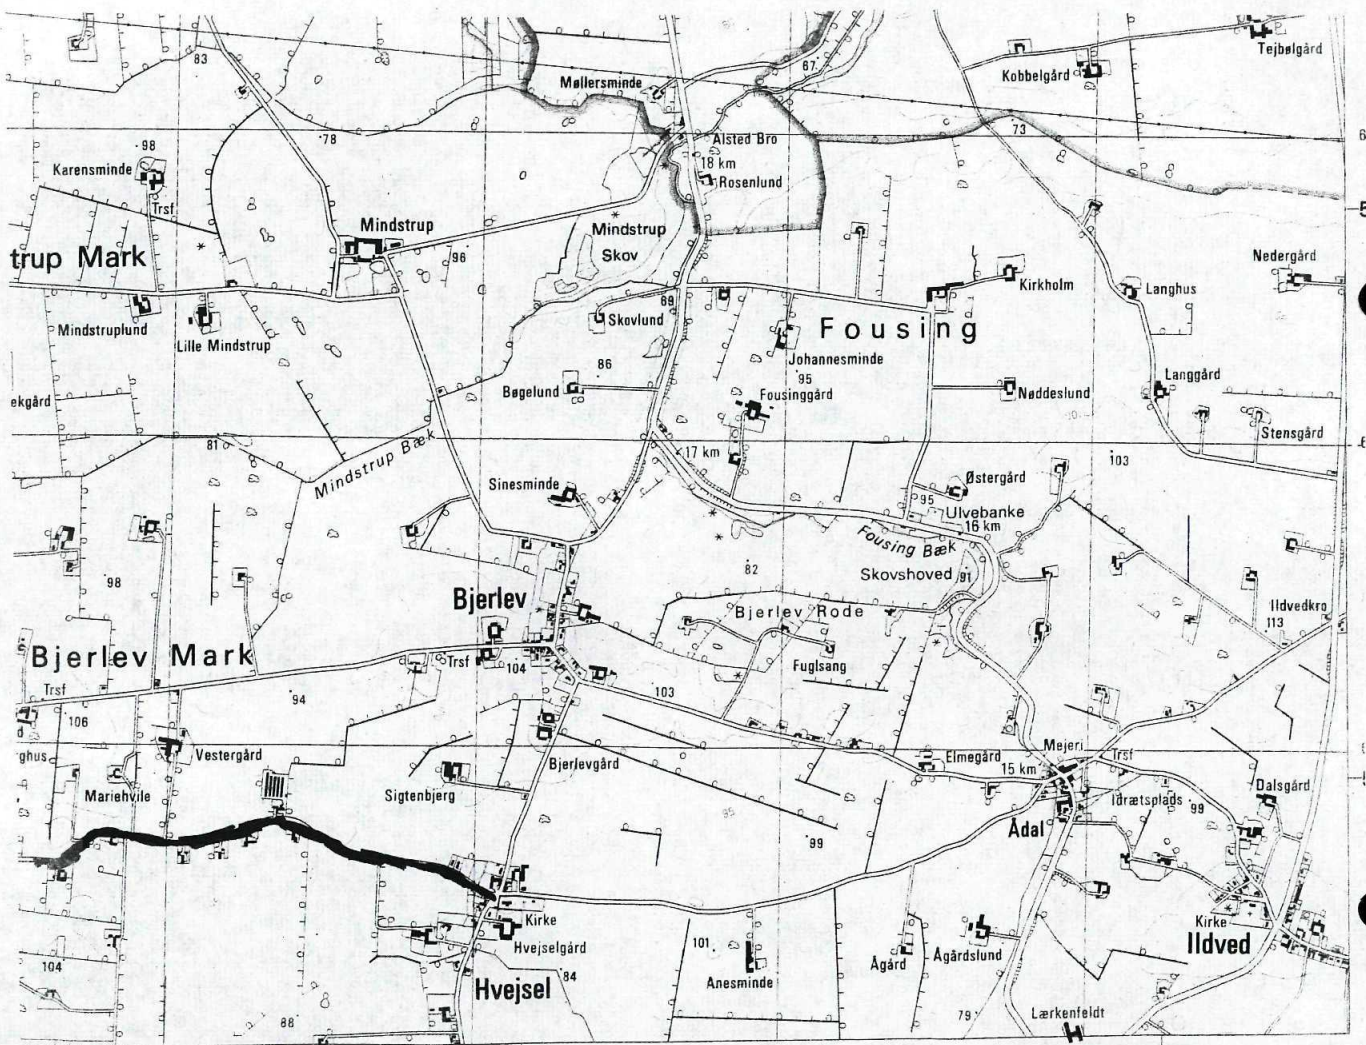 83
67
Tejbølgård
Kobbelgård
Møllersminde
78
73
98
Alsted Bro
Karensminde
18 km
Rosenlund
Trsf
Mindstrup
Mindstrup
Skov
96
trup Mark
Nedergård
Kirkholm
Langhus
69
Mindstruplund
Skovlund
Fousing
Lille Mindstrup
Johannesminde
86
95
Langgård
Bøgelund
Fousinggård
Nøddeslund
ekgård
Stensgård
81
Mindstrup Bæk
17 km
103
Sinesminde
Østergård
95
Ulvebanke
16 km
Fousing Bæk
98
82
Skovshoved
91
Bjerlev
Bjerlev Rode
Ildvedkro
113
Bjerlev Mark
Trsf
104
Fuglsang
Trsf
94
103
106
Vestergård
ghus
Bjerlevgård
Elmegård
Mejeri
15 km
Trsf
Mariehvile
Sigtenbjerg
Dalsgård
Idrætsplads
99
95
Ådal
99
Kirke
Kirke
Hvejselgård
101
Ildved
Ågård
Ågårdslund
104
84
Anesminde
Hvejsel
88
79
Lærkenfeldt